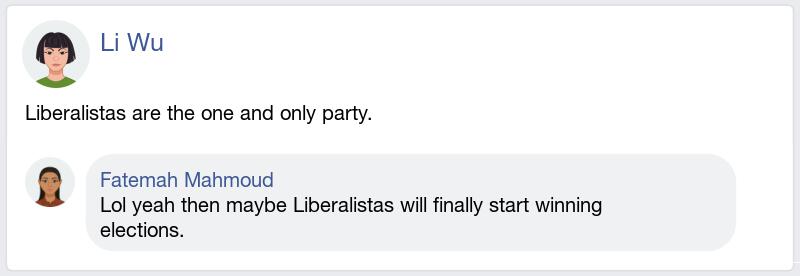 Li Wu
Liberalistas are the one and only party.
Fatemah Mahmoud
Lol yeah then maybe Liberalistas will finally start winning
elections.